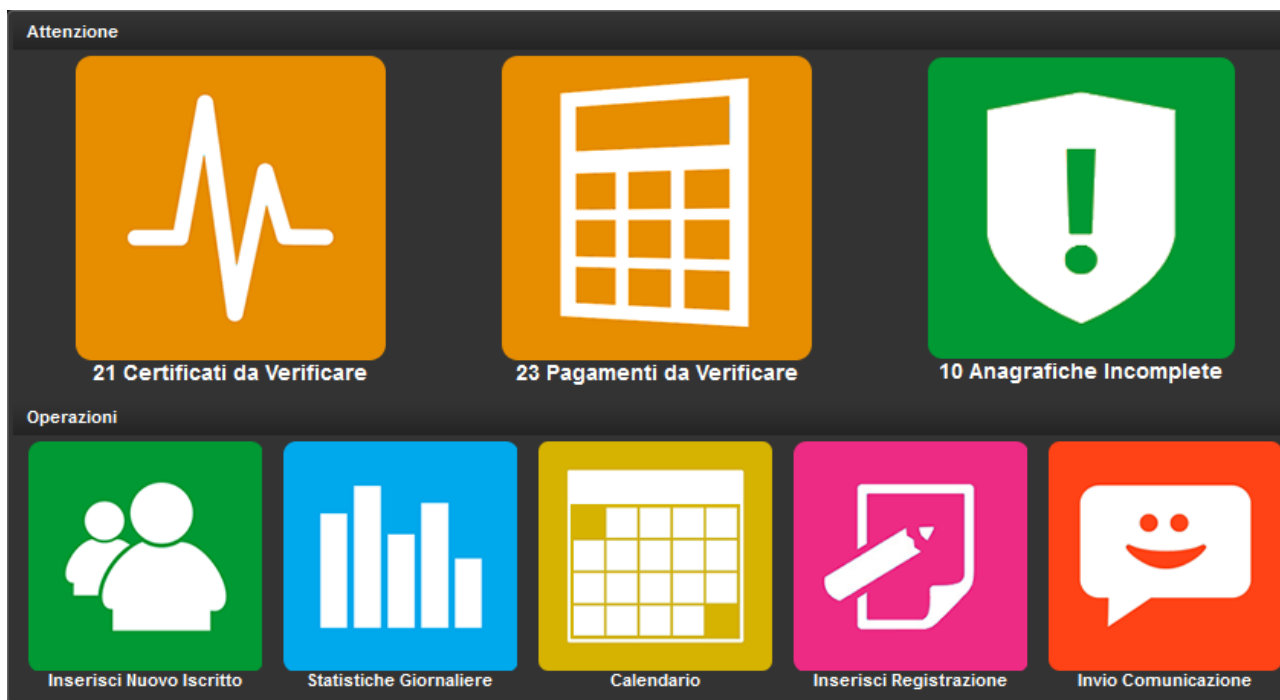 Attenzione
21 Certificati da Verificare
23 Pagamenti da Verificare
10 Anagrafiche Incomplete
Operazioni
Inserisci Nuovo Iscritto
Statistiche Giornaliere
Calendario
Inserisci Registrazione
Invio Comunicazione